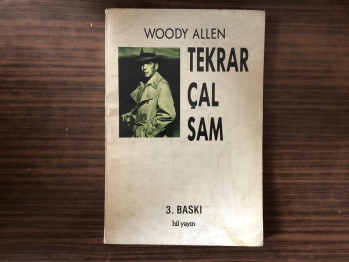 WOODY ALLEN
TEKRAR
ÇAL
SAM
3. BASKI
hil yayın